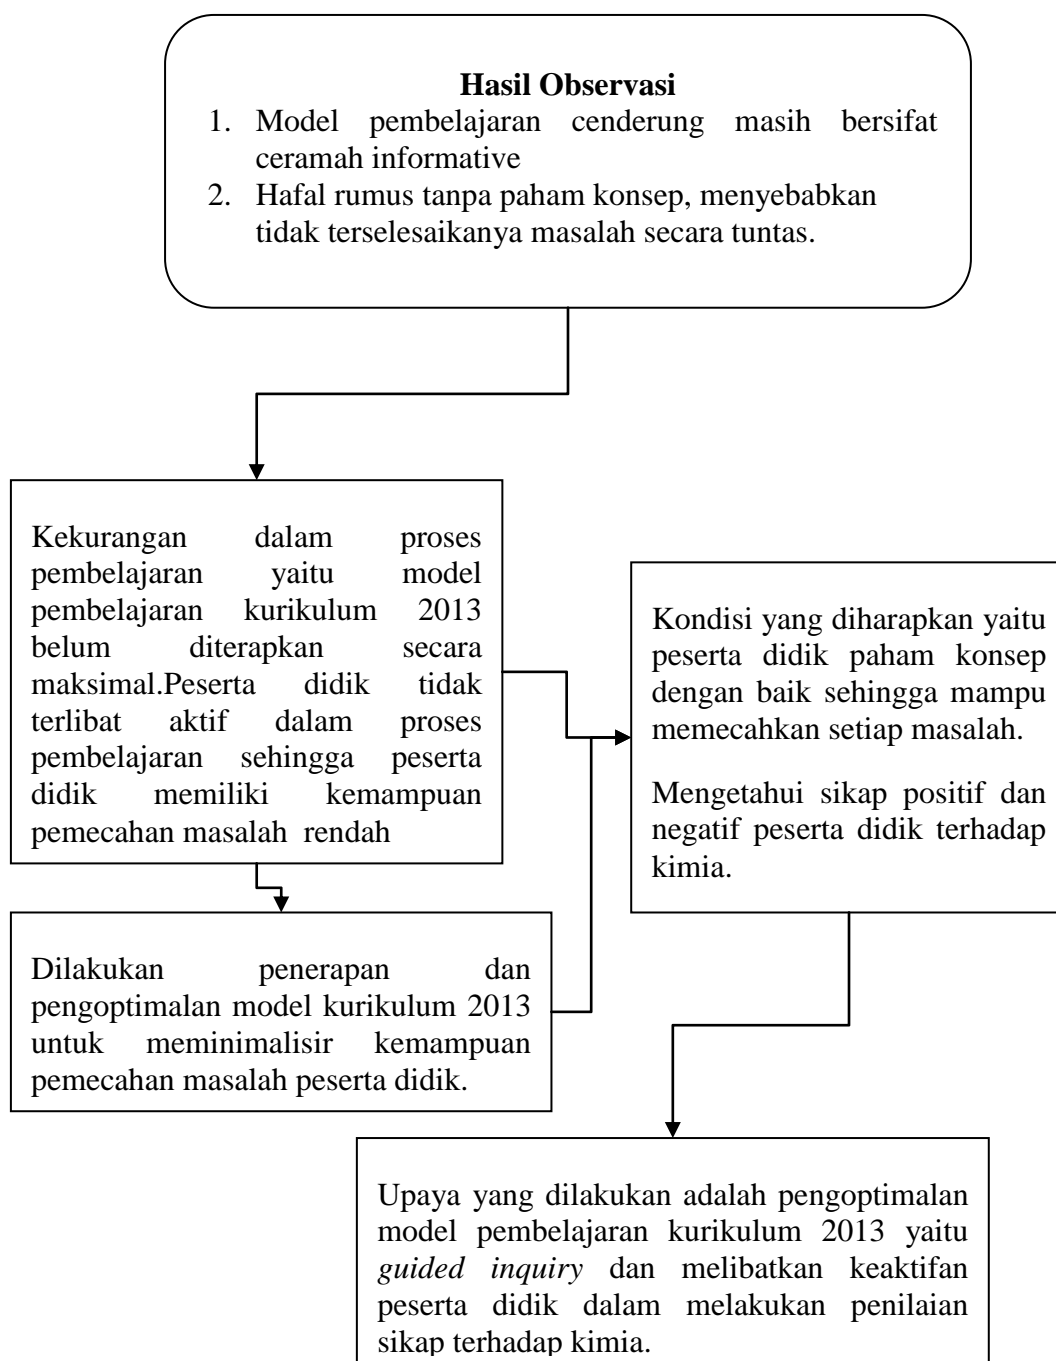 Hasil Observasi
1. Model pembelajaran cenderung masih bersifat
ceramah informative
2. Hafal rumus tanpa paham konsep, menyebabkan
tidak terselesaikanya masalah secara tuntas.
Kekurangan dalam proses
pembelajaran yaitu model
pembelajaran kurikulum 2013
belum diterapkan secara
maksimal.Peserta didik tidak
terlibat aktif dalam proses
pembelajaran sehingga peserta
didik memiliki kemampuan
pemecahan masalah rendah
Kondisi yang diharapkan yaitu
peserta didik paham konsep
dengan baik sehingga mampu
memecahkan setiap masalah.
Mengetahui sikap positif dan
negatif peserta didik terhadap
kimia.
Dilakukan penerapan dan
pengoptimalan model kurikulum 2013
untuk meminimalisir kemampuan
pemecahan masalah peserta didik.
Upaya yang dilakukan adalah pengoptimalan
model pembelajaran kurikulum 2013 yaitu
guided inquiry dan melibatkan keaktifan
peserta didik dalam melakukan penilaian
sikap terhadap kimia.